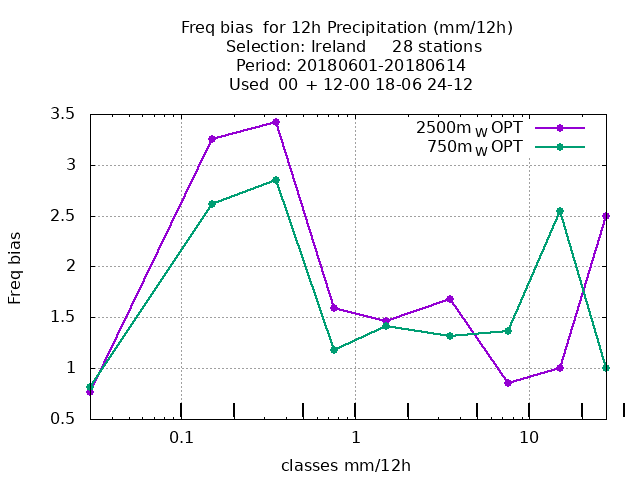 Freq bias  for 12h Precipitation (mm/12h)
Selection: Ireland     28 stations
Period: 20180601-20180614
Used  00 + 12-00 18-06 24-12
2500m W OPT
750m W OPT
3.5
3
2.5
2
1.5
1
0.5
Freq bias
0.1 1 10
classes mm/12h